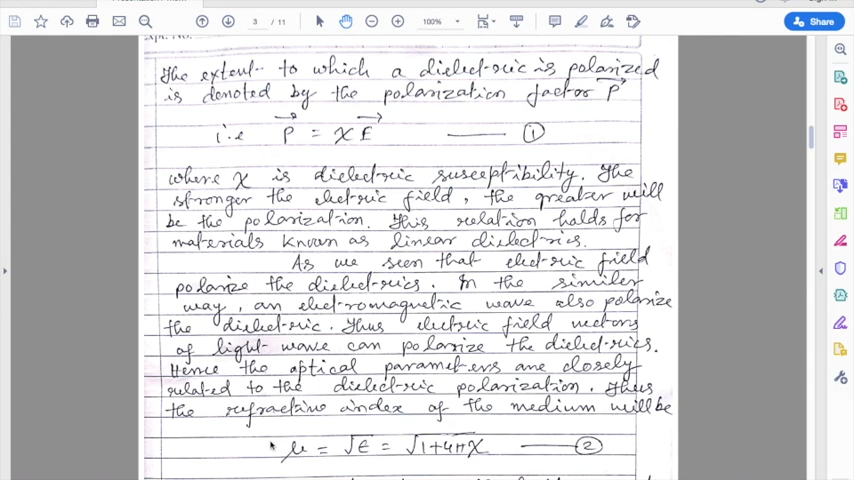 3 / 11
100%
Share
The extent to which a dielectric is polarized
is denoted by the polarization factor P⃗
i.e P⃗ = χ E⃗ —— ①
where χ is dielectric susceptibility. The
stronger the electric field, the greater will
be the polarization. This relation holds for
materials known as linear dielectrics.
As we seen that electric field
polarize the dielectrics. In the similar
way, an electromagnetic wave also polarize
the dielectric. Thus electric field vectors
of light wave can polarize the dielectrics.
Hence the optical parameters are closely
related to the dielectric polarization. Thus
the refractive index of the medium will be
μ = √ϵ = √1+4πχ —— ②